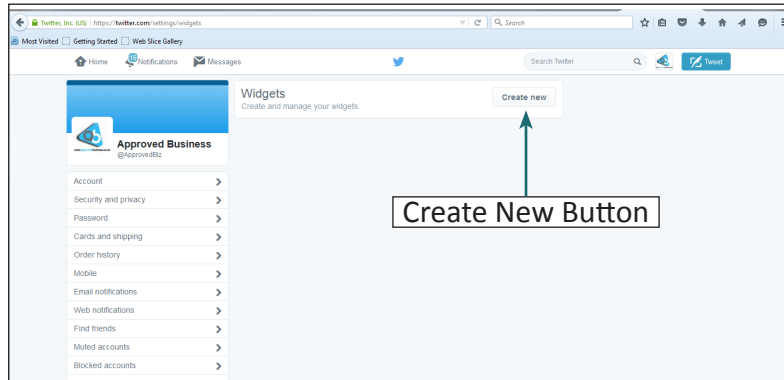 Twitter, Inc. (US) https://twitter.com/settings/widgets
Search
Most Visited Getting Started Web Slice Gallery
Home 15 Notifications Messages Search Twitter Tweet
Widgets
Create and manage your widgets.
Create new
Approved Business
@ApprovedBiz
Create New Button
Account
Security and privacy
Password
Cards and shipping
Order history
Mobile
Email notifications
Web notifications
Find friends
Muted accounts
Blocked accounts